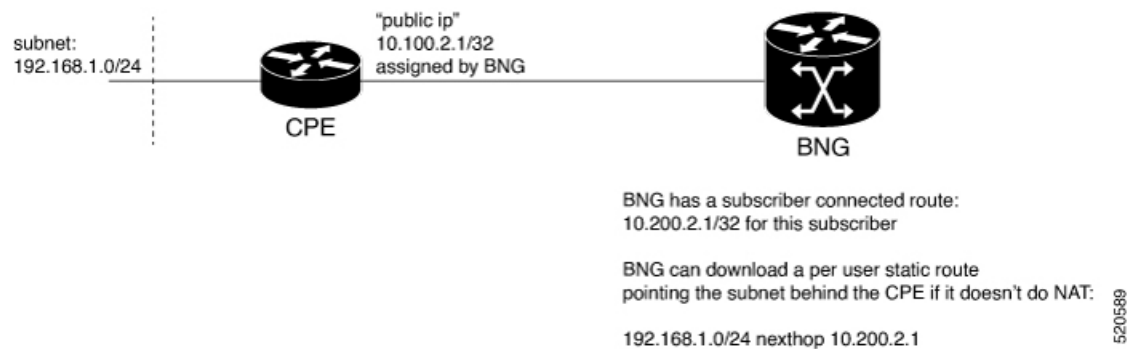 subnet:
192.168.1.0/24
"public ip"
10.100.2.1/32
assigned by BNG
CPE
BNG
BNG has a subscriber connected route:
10.200.2.1/32 for this subscriber
BNG can download a per user static route
pointing the subnet behind the CPE if it doesn't do NAT:
192.168.1.0/24 nexthop 10.200.2.1
520589